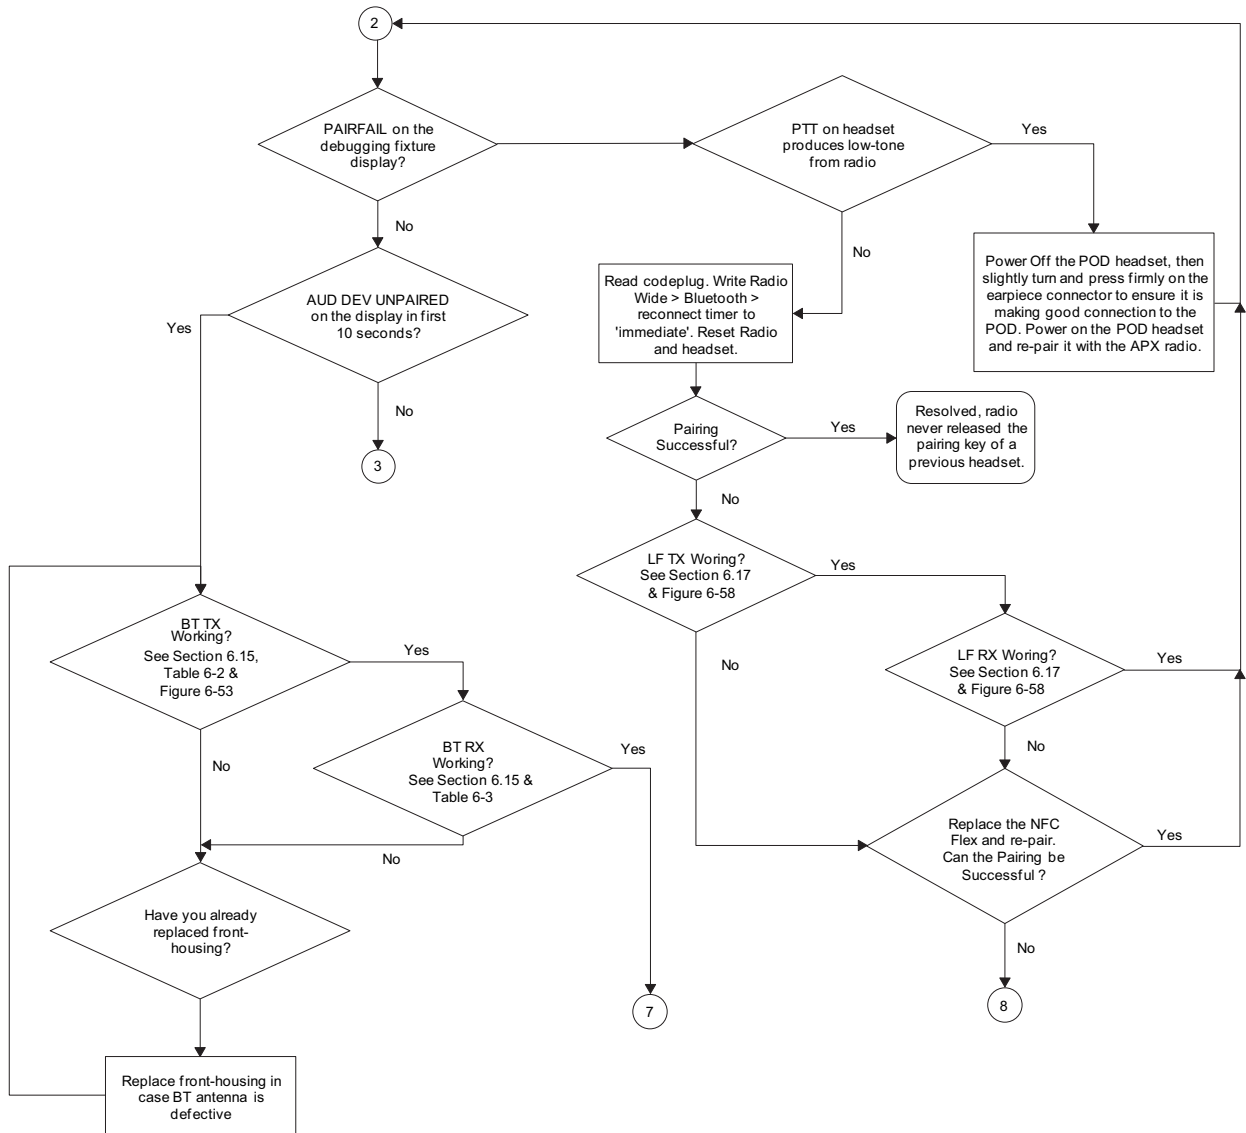 2
PAIRFAIL on the
debugging fixture
display?
No
PTT on headset
produces low-tone
from radio
Yes
No
Power Off the POD headset, then
slightly turn and press firmly on the
earpiece connector to ensure it is
making good connection to the
POD. Power on the POD headset
and re-pair it with the APX radio.
AUD DEV UNPAIRED
on the display in first
10 seconds?
Yes
No
3
Read codeplug. Write Radio
Wide > Bluetooth >
reconnect timer to
'immediate'. Reset Radio
and headset.
Pairing
Successful?
Yes
Resolved, radio
never released the
pairing key of a
previous headset.
No
LF TX Woring?
See Section 6.17
& Figure 6-58
Yes
No
LF RX Woring?
See Section 6.17
& Figure 6-58
Yes
No
BT TX
Working?
See Section 6.15,
Table 6-2 &
Figure 6-53
Yes
No
BT RX
Working?
See Section 6.15 &
Table 6-3
Yes
No
Replace the NFC
Flex and re-pair.
Can the Pairing be
Successful ?
Yes
No
8
7
Have you already
replaced front-
housing?
Replace front-housing in
case BT antenna is
defective